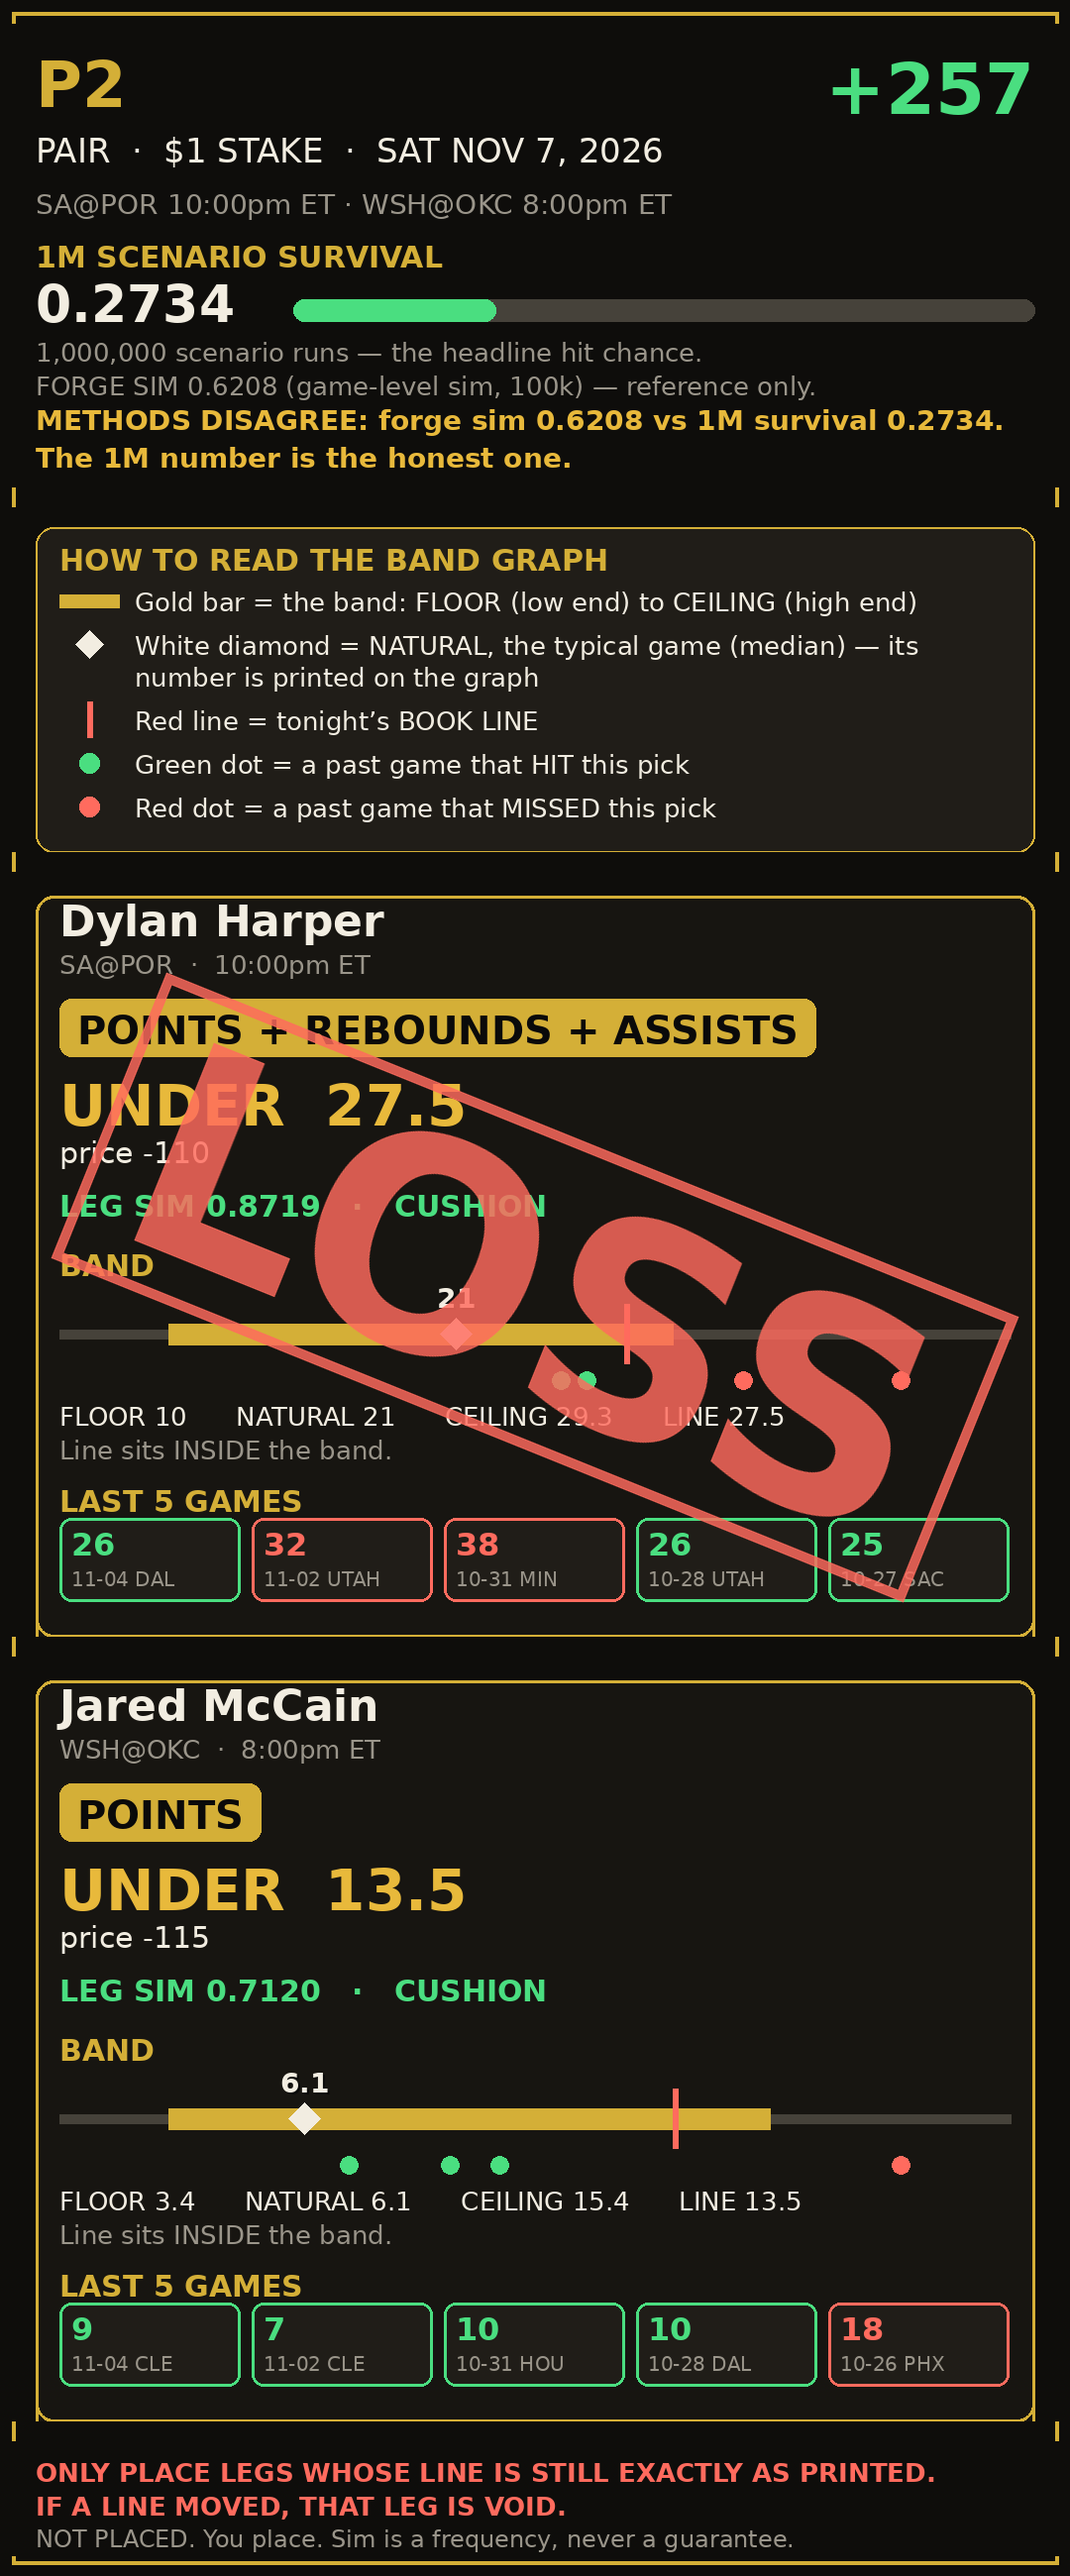 P2
+257
PAIR · $1 STAKE · SAT NOV 7, 2026
SA@POR 10:00pm ET · WSH@OKC 8:00pm ET
1M SCENARIO SURVIVAL
0.2734
1,000,000 scenario runs — the headline hit chance.
FORGE SIM 0.6208 (game-level sim, 100k) — reference only.
METHODS DISAGREE: forge sim 0.6208 vs 1M survival 0.2734.
The 1M number is the honest one.
HOW TO READ THE BAND GRAPH
Gold bar = the band: FLOOR (low end) to CEILING (high end)
White diamond = NATURAL, the typical game (median) — its
number is printed on the graph
Red line = tonight’s BOOK LINE
Green dot = a past game that HIT this pick
Red dot = a past game that MISSED this pick
Dylan Harper
SA@POR · 10:00pm ET
POINTS + REBOUNDS + ASSISTS
UNDER 27.5
price -110
LEG SIM 0.8719 · CUSHION
LOSS
BAND
21
FLOOR 10 NATURAL 21 CEILING 29.3 LINE 27.5
Line sits INSIDE the band.
LAST 5 GAMES
26 32 38 26 25
11-04 DAL 11-02 UTAH 10-31 MIN 10-28 UTAH 10-27 SAC
Jared McCain
WSH@OKC · 8:00pm ET
POINTS
UNDER 13.5
price -115
LEG SIM 0.7120 · CUSHION
BAND
6.1
FLOOR 3.4 NATURAL 6.1 CEILING 15.4 LINE 13.5
Line sits INSIDE the band.
LAST 5 GAMES
9 7 10 10 18
11-04 CLE 11-02 CLE 10-31 HOU 10-28 DAL 10-26 PHX
ONLY PLACE LEGS WHOSE LINE IS STILL EXACTLY AS PRINTED.
IF A LINE MOVED, THAT LEG IS VOID.
NOT PLACED. You place. Sim is a frequency, never a guarantee.